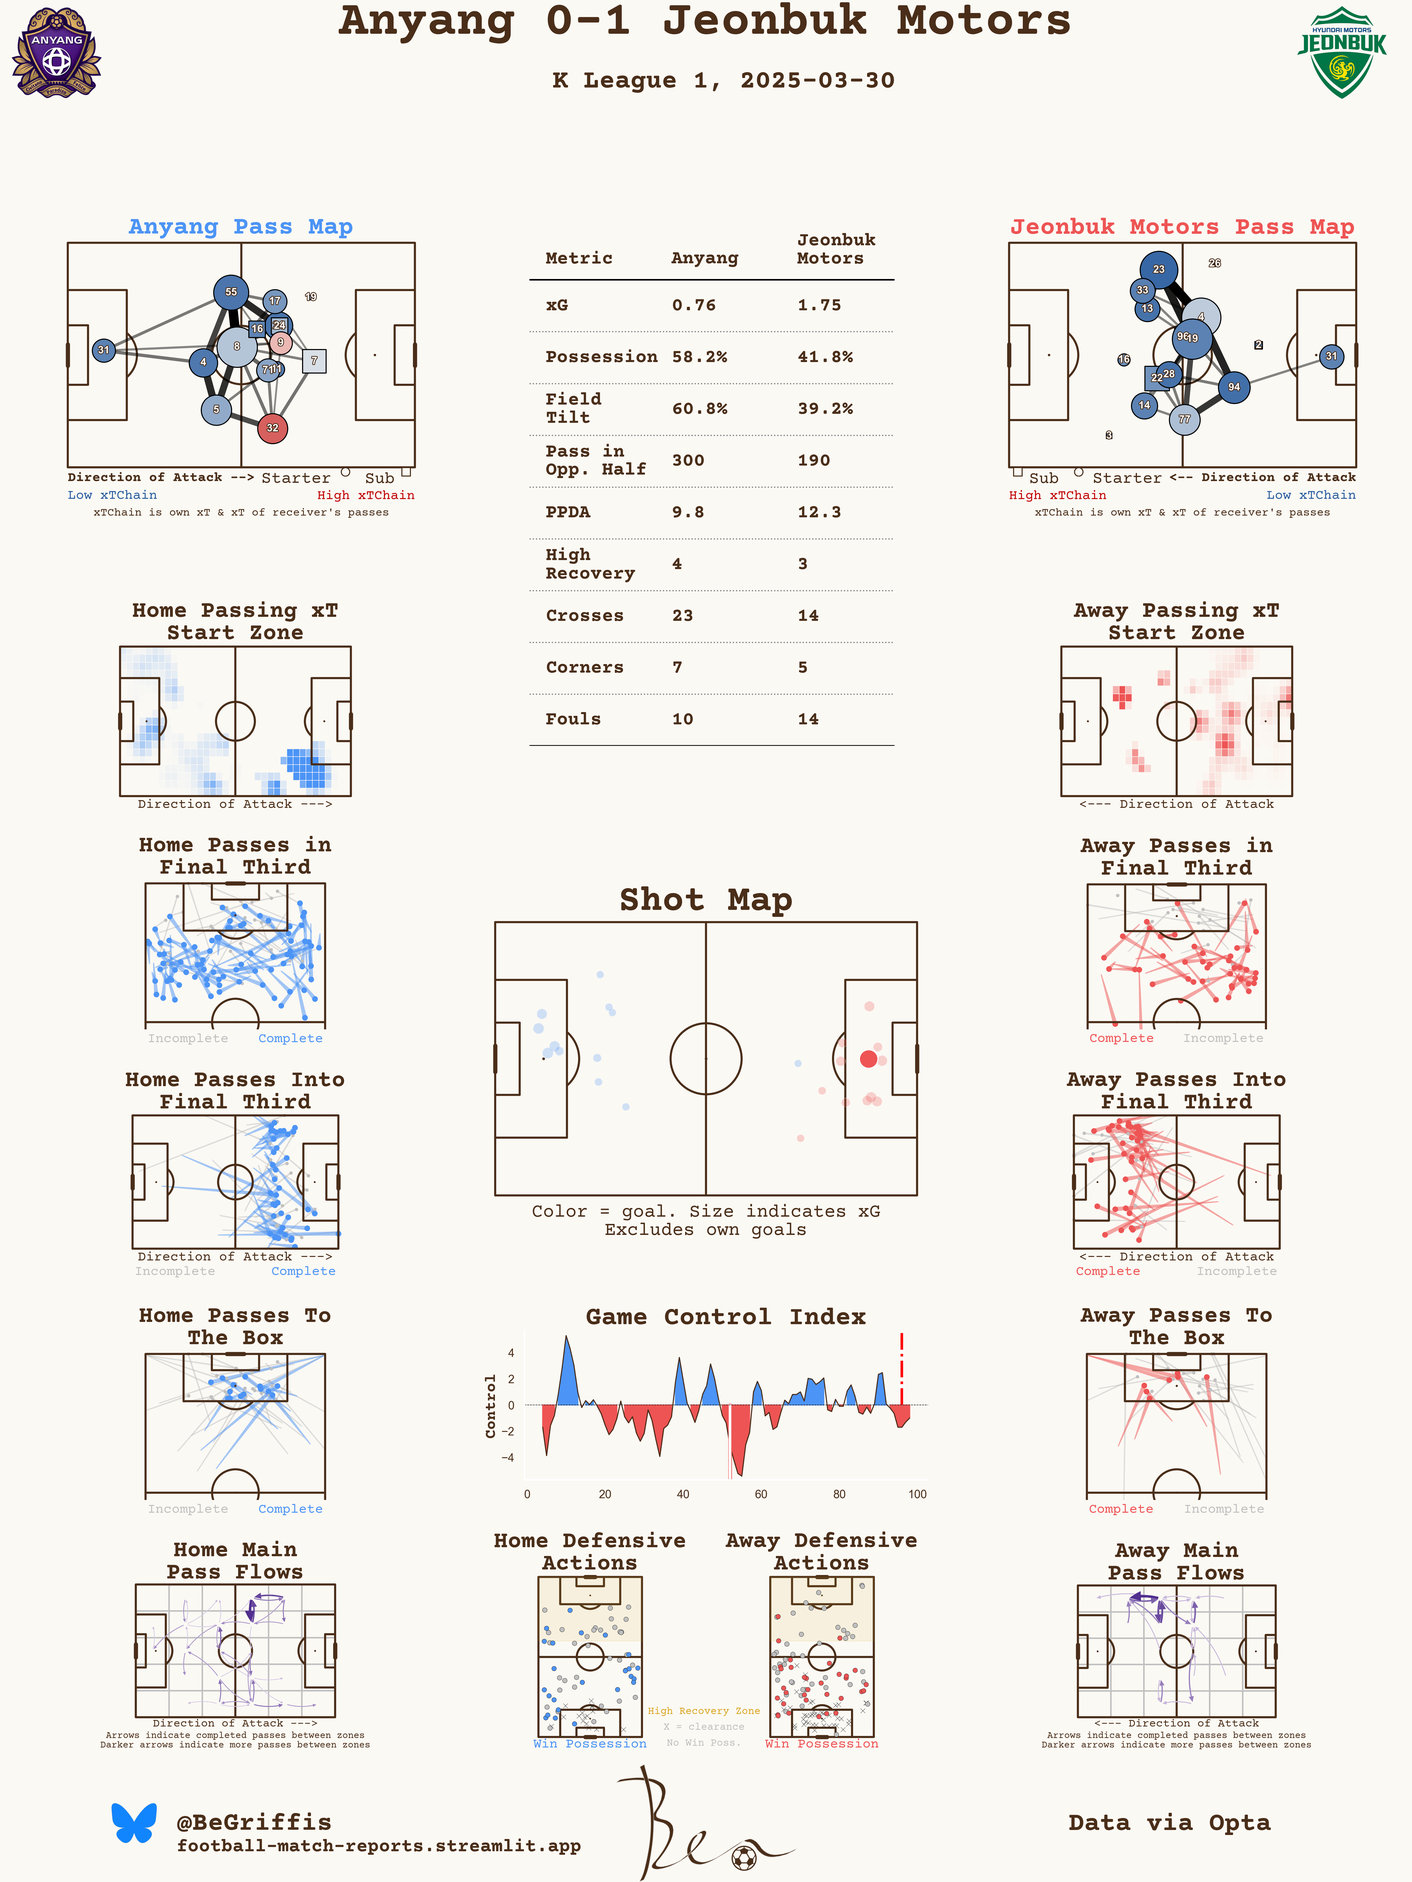 Anyang 0-1 Jeonbuk Motors
K League 1, 2025-03-30
ANYANG
HYUNDAI MOTORS
JEONBUK
Anyang Pass Map
55
17
19
16
24
31
8
9
4
7
71
11
5
32
Direction of Attack --> Starter Sub
Low xTChain High xTChain
xTChain is own xT & xT of receiver's passes
Metric Anyang Jeonbuk Motors
xG 0.76 1.75
Possession 58.2% 41.8%
Field Tilt 60.8% 39.2%
Pass in Opp. Half 300 190
PPDA 9.8 12.3
High Recovery 4 3
Crosses 23 14
Corners 7 5
Fouls 10 14
Jeonbuk Motors Pass Map
23
26
33
13
4
96
19
2
16
31
22
28
94
14
77
3
Sub Starter <-- Direction of Attack
High xTChain Low xTChain
xTChain is own xT & xT of receiver's passes
Home Passing xT
Start Zone
Direction of Attack --->
Away Passing xT
Start Zone
<--- Direction of Attack
Home Passes in
Final Third
Incomplete Complete
Away Passes in
Final Third
Complete Incomplete
Shot Map
Color = goal. Size indicates xG
Excludes own goals
Home Passes Into
Final Third
Direction of Attack --->
Incomplete Complete
Away Passes Into
Final Third
<--- Direction of Attack
Complete Incomplete
Home Passes To
The Box
Incomplete Complete
Game Control Index
Control
4
2
0
−2
−4
0 20 40 60 80 100
Away Passes To
The Box
Complete Incomplete
Home Main
Pass Flows
Direction of Attack --->
Arrows indicate completed passes between zones
Darker arrows indicate more passes between zones
Home Defensive
Actions
Win Possession
Away Defensive
Actions
Win Possession
High Recovery Zone
X = clearance
No Win Poss.
Away Main
Pass Flows
<--- Direction of Attack
Arrows indicate completed passes between zones
Darker arrows indicate more passes between zones
@BeGriffis
football-match-reports.streamlit.app
Ben
Data via Opta